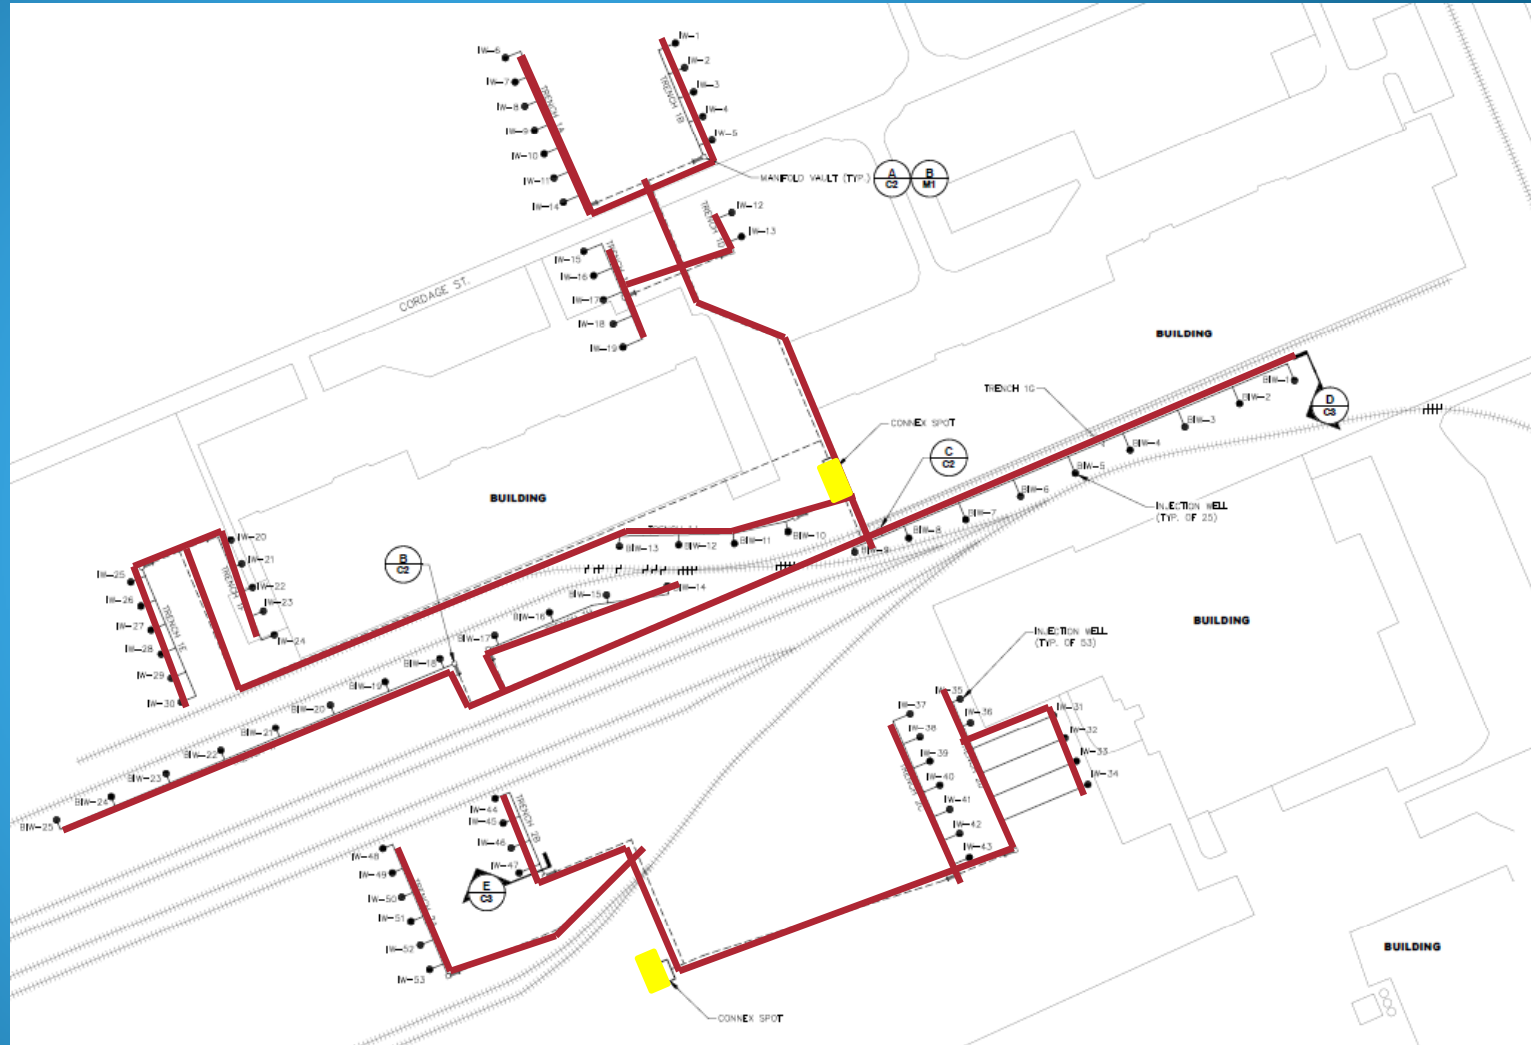 IW-1
IW-2
IW-3
IW-4
IW-5
TRENCH 1B
IW-6
IW-7
IW-8
IW-9
IW-10
IW-11
IW-14
TRENCH 1A
MANIFOLD VAULT (TYP.)
A
C2
B
M1
IW-12
IW-13
TRENCH 1D
IW-15
IW-16
IW-17
IW-18
IW-19
CORDAGE ST.
BUILDING
TRENCH 1G
BIW-1
BIW-2
BIW-3
BIW-4
BIW-5
BIW-6
BIW-7
BIW-8
BIW-9
D
C3
CONNEX SPOT
C
C2
INJECTION WELL
(TYP. OF 25)
BUILDING
BIW-10
BIW-11
BIW-12
BIW-13
B
C2
BIW-14
BIW-15
BIW-16
BIW-17
BIW-18
BIW-19
BIW-20
BIW-21
BIW-22
BIW-23
BIW-24
BIW-25
IW-20
IW-21
IW-22
IW-23
IW-24
IW-25
IW-26
IW-27
IW-28
IW-29
IW-30
TRENCH 1E
BUILDING
INJECTION WELL
(TYP. OF 53)
IW-35
IW-36
IW-31
IW-32
IW-33
IW-34
IW-37
IW-38
IW-39
IW-40
IW-41
IW-42
IW-43
IW-44
IW-45
IW-46
IW-47
TRENCH 2B
IW-48
IW-49
IW-50
IW-51
IW-52
IW-53
E
C3
BUILDING
CONNEX SPOT